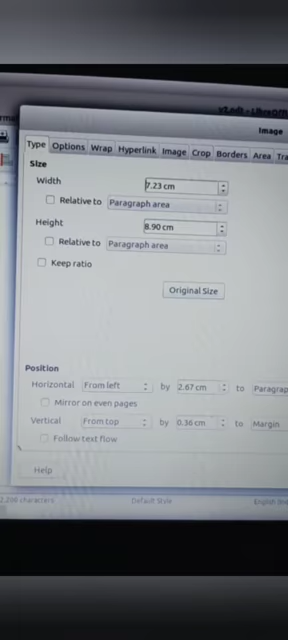 Image
Type Options Wrap Hyperlink Image Crop Borders Area
Size
Width 7.23 cm
Relative to Paragraph area
Height 8.90 cm
Relative to Paragraph area
Keep ratio
Original Size
Position
Horizontal From left by 2.67 cm to Paragrap
Mirror on even pages
Vertical From top by 0.36 cm to Margin
Follow text flow
Help
characters Default Style English